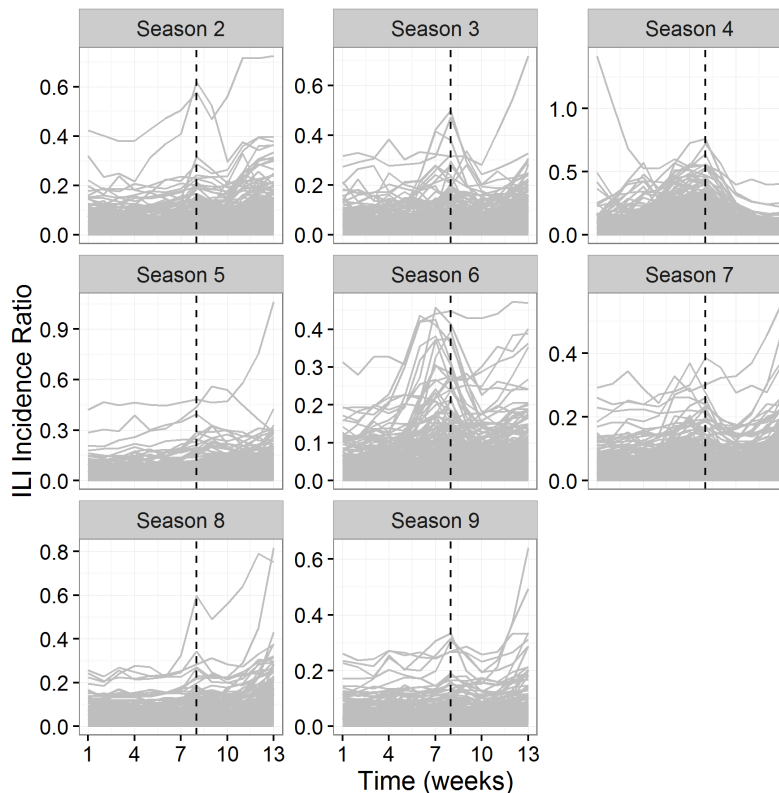 Season 2 Season 3 Season 4
0.6 0.4 0.2 0.0
0.6 0.4 0.2 0.0
1.0 0.5 0.0
Season 5 Season 6 Season 7
0.9 0.6 0.3 0.0
0.4 0.3 0.2 0.1 0.0
0.4 0.2 0.0
ILI Incidence Ratio
Season 8 Season 9
0.8 0.6 0.4 0.2 0.0
0.6 0.4 0.2 0.0
1 4 7 10 13 1 4 7 10 13
Time (weeks)